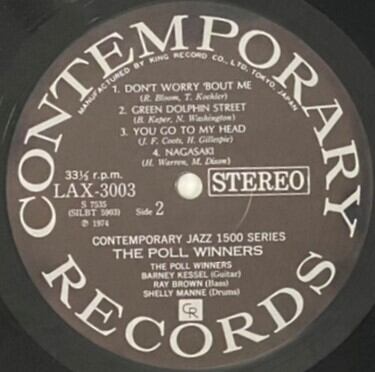 CONTEMPORARY
MANUFACTURED BY KING RECORD CO., LTD. TOKYO, JAPAN
1. DON'T WORRY 'BOUT ME
(R. Bloom, T. Koehler)
2. GREEN DOLPHIN STREET
(B. Kaper, N. Washington)
3. YOU GO TO MY HEAD
(J. F. Coots, H. Gillespie)
4. NAGASAKI
(H. Warren, M. Dixon)
33⅓ r.p.m.
LAX-3003
STEREO
S 7535
(SILBT 5903) Side 2
℗ 1974
CONTEMPORARY JAZZ 1500 SERIES
THE POLL WINNERS
THE POLL WINNERS
BARNEY KESSEL (Guitar)
RAY BROWN (Bass)
SHELLY MANNE (Drums)
CR
RECORDS